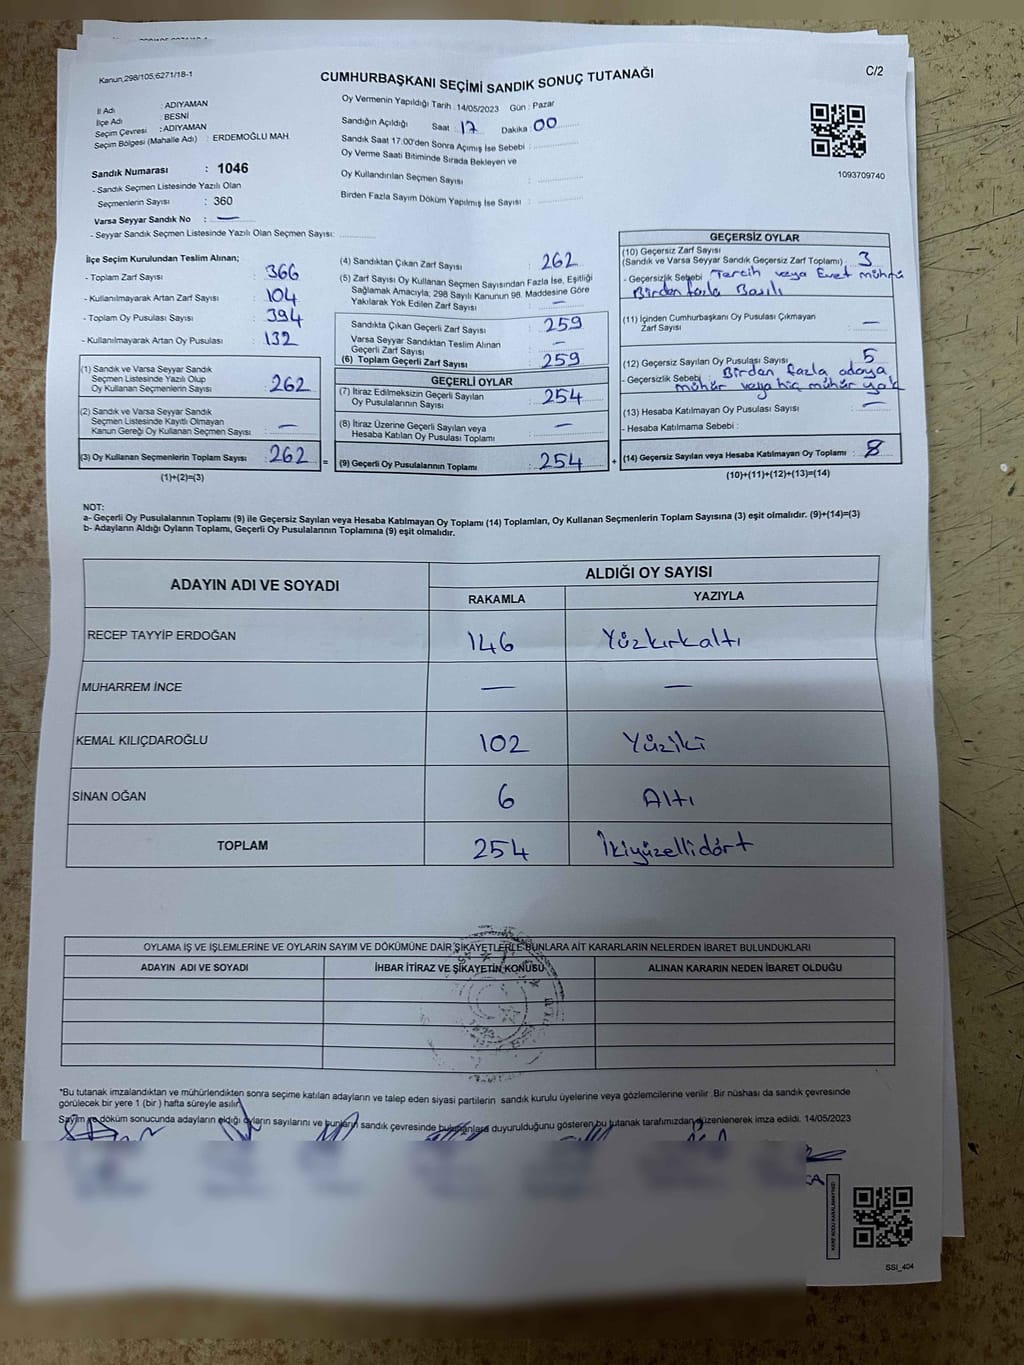 Kanun,298/105,6271/18-1
CUMHURBAŞKANI SEÇİMİ SANDIK SONUÇ TUTANAĞI
C/2
İl Adı : ADIYAMAN
İlçe Adı : BESNİ
Seçim Çevresi : ADIYAMAN
Seçim Bölgesi (Mahalle Adı) : ERDEMOĞLU MAH.
Sandık Numarası : 1046
- Sandık Seçmen Listesinde Yazılı Olan
Seçmenlerin Sayısı : 360
Varsa Seyyar Sandık No : —
- Seyyar Sandık Seçmen Listesinde Yazılı Olan Seçmen Sayısı:
Oy Vermenin Yapıldığı Tarih : 14/05/2023 Gün : Pazar
Sandığın Açıldığı Saat : 17 Dakika : 00
Sandık Saat 17:00'den Sonra Açımış İse Sebebi :
Oy Verme Saati Bitiminde Sırada Bekleyen ve
Oy Kullandırılan Seçmen Sayısı :
Birden Fazla Sayım Döküm Yapılmış İse Sayısı :
1093709740
İlçe Seçim Kurulundan Teslim Alınan;
- Toplam Zarf Sayısı : 366
- Kullanılmayarak Artan Zarf Sayısı : 104
- Toplam Oy Pusulası Sayısı : 394
- Kullanılmayarak Artan Oy Pusulası : 132
(1) Sandık ve Varsa Seyyar Sandık
Seçmen Listesinde Yazılı Olup
Oy Kullanan Seçmenlerin Sayısı : 262
(2) Sandık ve Varsa Seyyar Sandık
Seçmen Listesinde Kayıtlı Olmayan
Kanun Gereği Oy Kullanan Seçmen Sayısı : —
(3) Oy Kullanan Seçmenlerin Toplam Sayısı : 262
(1)+(2)=(3)
(4) Sandıktan Çıkan Zarf Sayısı : 262
(5) Zarf Sayısı Oy Kullanan Seçmen Sayısından Fazla İse, Eşitliği
Sağlamak Amacıyla; 298 Sayılı Kanunun 98. Maddesine Göre
Yakılarak Yok Edilen Zarf Sayısı : —
Sandıkta Çıkan Geçerli Zarf Sayısı : 259
Varsa Seyyar Sandıktan Teslim Alınan
Geçerli Zarf Sayısı : —
(6) Toplam Geçerli Zarf Sayısı : 259
GEÇERLİ OYLAR
(7) İtiraz Edilmeksizin Geçerli Sayılan
Oy Pusulalarının Sayısı : 254
(8) İtiraz Üzerine Geçerli Sayılan veya
Hesaba Katılan Oy Pusulası Toplamı : —
= (9) Geçerli Oy Pusulalarının Toplamı : 254 +
GEÇERSİZ OYLAR
(10) Geçersiz Zarf Sayısı
(Sandık ve Varsa Seyyar Sandık Geçersiz Zarf Toplamı) : 3
- Geçersizlik Sebebi : Tercih veya Evet mührü
Birden fazla Basılı
(11) İçinden Cumhurbaşkanı Oy Pusulası Çıkmayan
Zarf Sayısı : —
(12) Geçersiz Sayılan Oy Pusulası Sayısı : 5
- Geçersizlik Sebebi : Birden fazla adaya
mühür veya hiç mühür yok
(13) Hesaba Katılmayan Oy Pusulası Sayısı : —
- Hesaba Katılmama Sebebi :
(14) Geçersiz Sayılan veya Hesaba Katılmayan Oy Toplamı : 8
(10)+(11)+(12)+(13)=(14)
NOT:
a- Geçerli Oy Pusulalarının Toplamı (9) ile Geçersiz Sayılan veya Hesaba Katılmayan Oy Toplamı (14) Toplamları, Oy Kullanan Seçmenlerin Toplam Sayısına (3) eşit olmalıdır. (9)+(14)=(3)
b- Adayların Aldığı Oyların Toplamı, Geçerli Oy Pusulalarının Toplamına (9) eşit olmalıdır.
ADAYIN ADI VE SOYADI
ALDIĞI OY SAYISI
RAKAMLA YAZIYLA
RECEP TAYYİP ERDOĞAN 146 Yüzkırkaltı
MUHARREM İNCE — —
KEMAL KILIÇDAROĞLU 102 Yüziki
SİNAN OĞAN 6 Altı
TOPLAM 254 İkiyüzellidört
OYLAMA İŞ VE İŞLEMLERİNE VE OYLARIN SAYIM VE DÖKÜMÜNE DAİR ŞİKAYETLERLE BUNLARA AİT KARARLARIN NELERDEN İBARET BULUNDUKLARI
ADAYIN ADI VE SOYADI İHBAR İTİRAZ VE ŞİKAYETİN KONUSU ALINAN KARARIN NEDEN İBARET OLDUĞU
*Bu tutanak imzalandıktan ve mühürlendikten sonra seçime katılan adayların ve talep eden siyasi partilerin sandık kurulu üyelerine veya gözlemcilerine verilir .Bir nüshası da sandık çevresinde
görülecek bir yere 1 (bir ) hafta süreyle asılır.
Sayım ve döküm sonucunda adayların aldığı oyların sayılarını ve bunların sandık çevresinde bulunanlara duyurulduğunu gösteren bu tutanak tarafımızdan düzenlenerek imza edildi. 14/05/2023
SSI_404